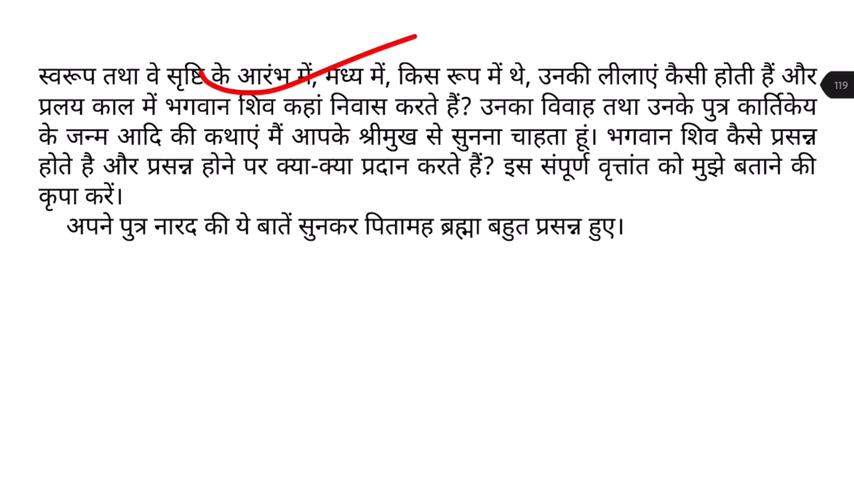 स्वरूप तथा वे सृष्टि के आरंभ में, मध्य में, किस रूप में थे, उनकी लीलाएं कैसी होती हैं और
119
प्रलय काल में भगवान शिव कहां निवास करते हैं? उनका विवाह तथा उनके पुत्र कार्तिकेय
के जन्म आदि की कथाएं मैं आपके श्रीमुख से सुनना चाहता हूं। भगवान शिव कैसे प्रसन्न
होते है और प्रसन्न होने पर क्या-क्या प्रदान करते हैं? इस संपूर्ण वृत्तांत को मुझे बताने की
कृपा करें।
अपने पुत्र नारद की ये बातें सुनकर पितामह ब्रह्मा बहुत प्रसन्न हुए।